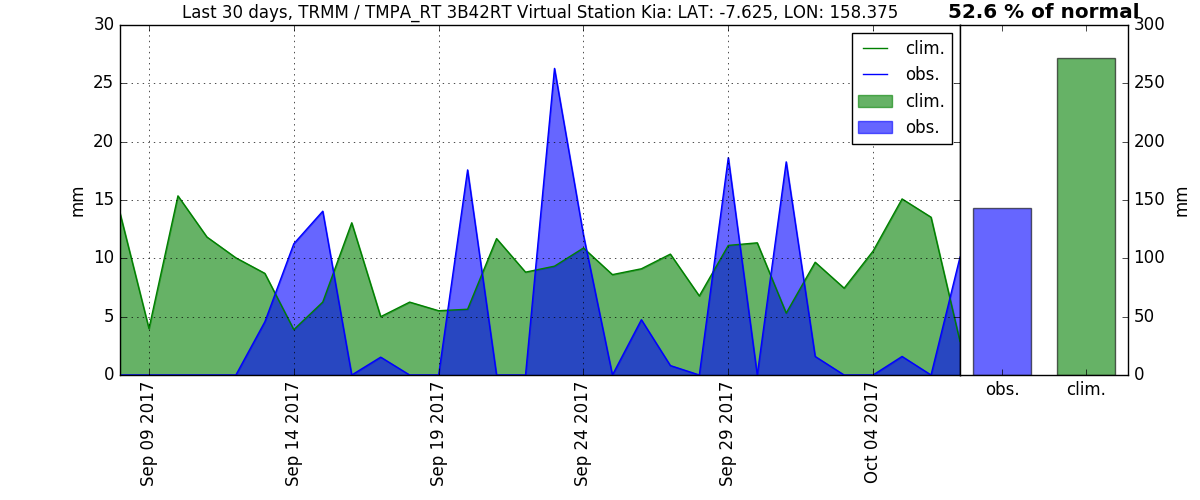 Last 30 days, TRMM / TMPA_RT 3B42RT Virtual Station Kia: LAT: -7.625, LON: 158.375
52.6 % of normal
30
25
20
15
10
5
0
mm
clim.
obs.
clim.
obs.
300
250
200
150
100
50
0
mm
Sep 09 2017
Sep 14 2017
Sep 19 2017
Sep 24 2017
Sep 29 2017
Oct 04 2017
obs.
clim.